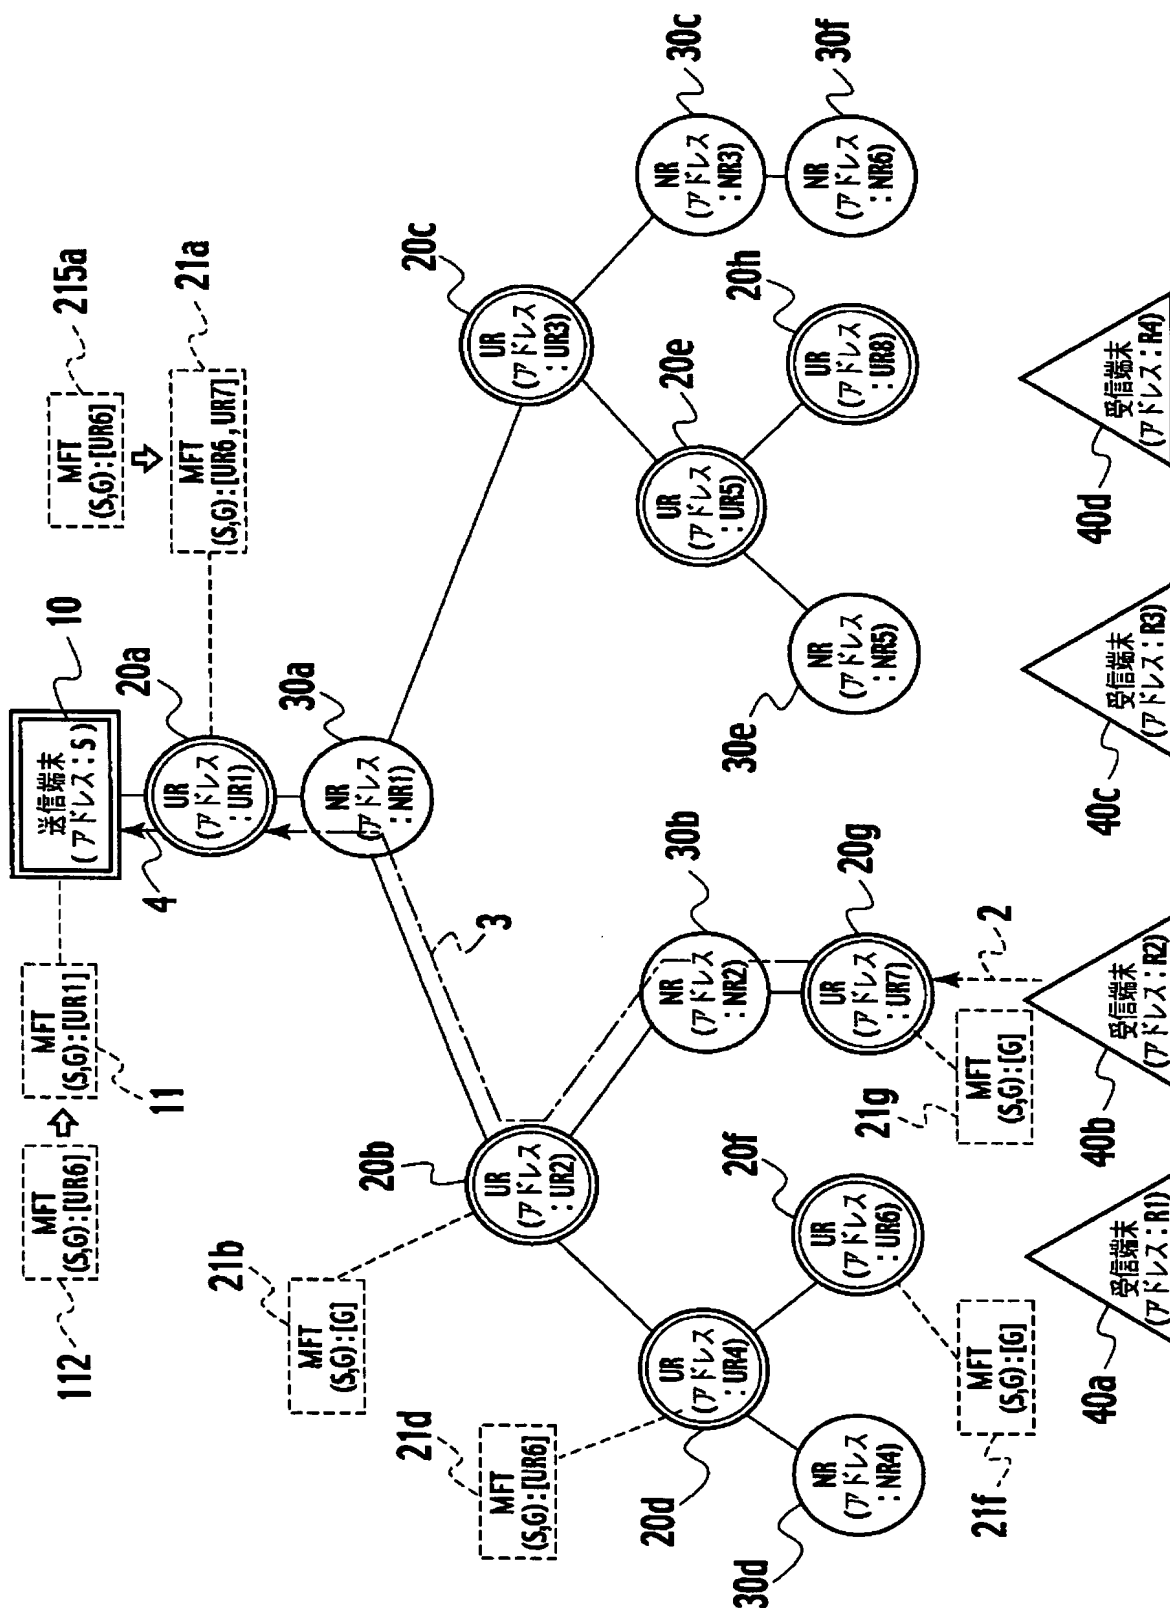 112
MFT
(S,G):[UR6]
⇨
MFT
(S,G):[UR1]
11
送信端末
(アドレス:S)
10
4
UR
(アドレス
:UR1)
20a
MFT
(S,G):[UR6]
215a
⇨
MFT
(S,G):[UR6,UR7]
21a
NR
(アドレス
:NR1)
30a
3
21b
MFT
(S,G):[G]
UR
(アドレス
:UR2)
20b
UR
(アドレス
:UR3)
20c
21d
MFT
(S,G):[UR6]
UR
(アドレス
:UR4)
20d
NR
(アドレス
:NR2)
30b
UR
(アドレス
:UR5)
20e
NR
(アドレス
:NR3)
30c
NR
(アドレス
:NR4)
30d
UR
(アドレス
:UR6)
20f
UR
(アドレス
:UR7)
20g
NR
(アドレス
:NR5)
30e
UR
(アドレス
:UR8)
20h
NR
(アドレス
:NR6)
30f
MFT
(S,G):[G]
21f
21g
MFT
(S,G):[G]
2
受信端末
(アドレス:R1)
40a
受信端末
(アドレス:R2)
40b
受信端末
(アドレス:R3)
40c
受信端末
(アドレス:R4)
40d